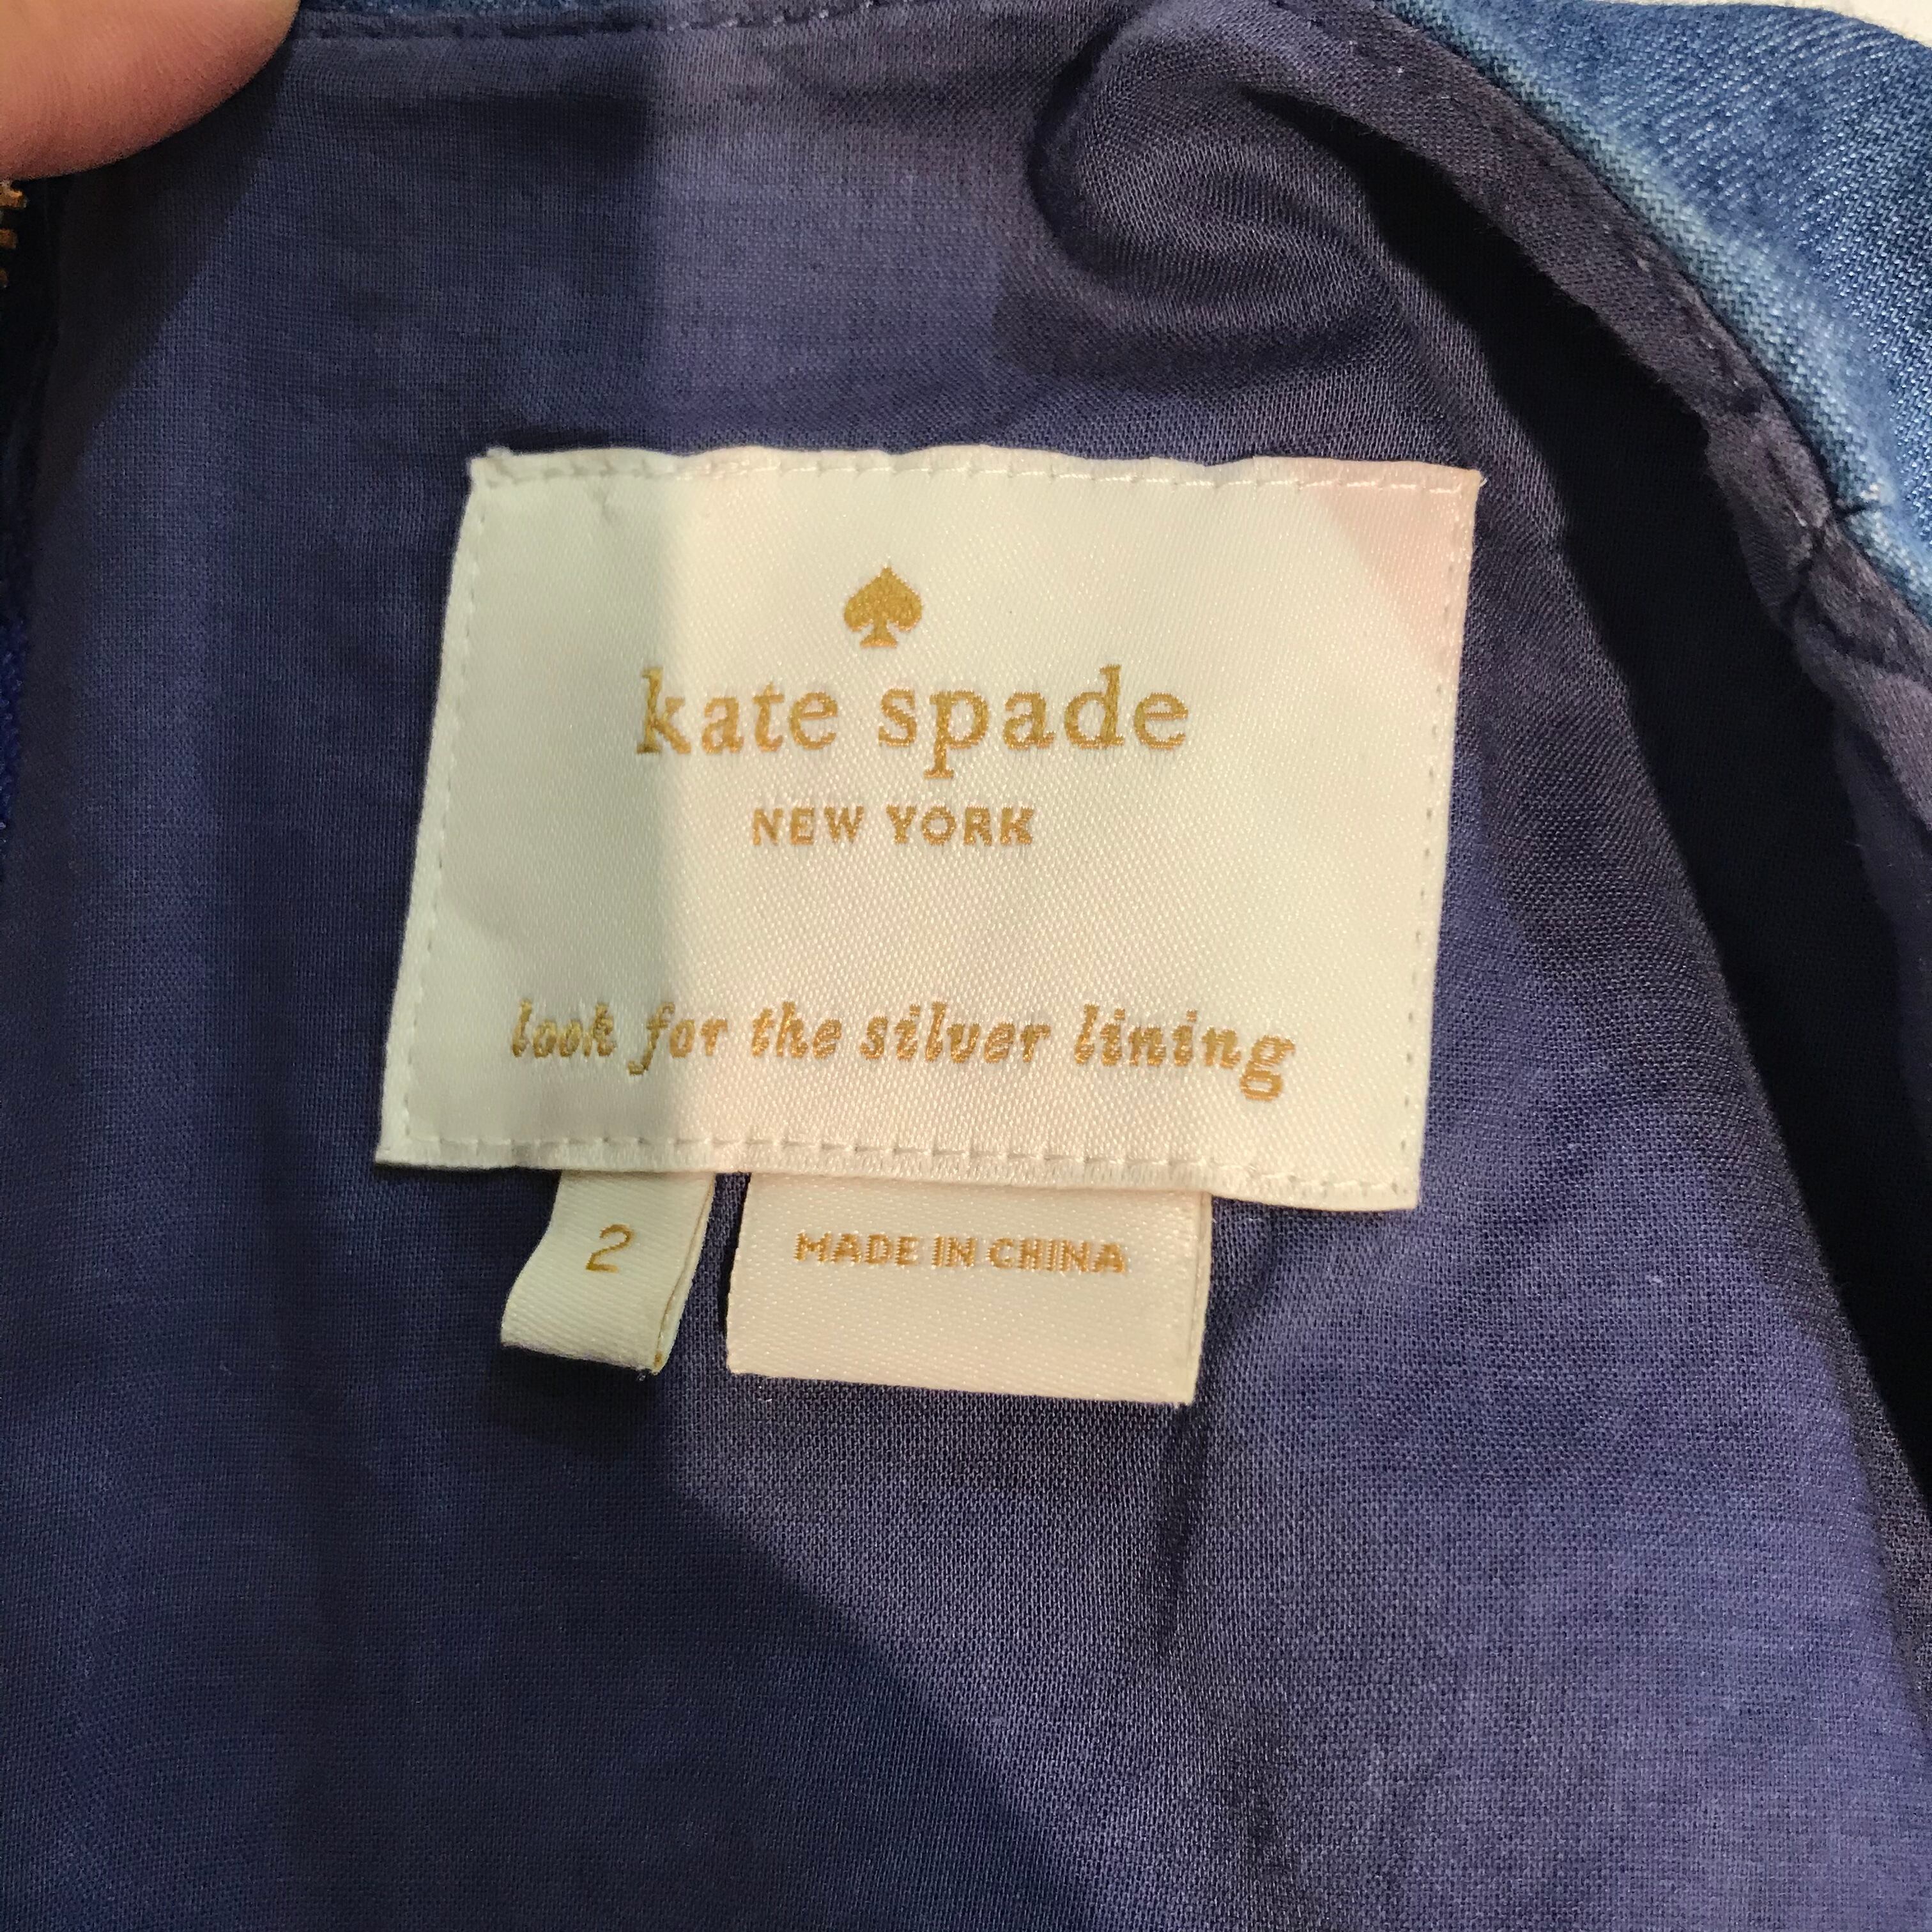 kate spade
NEW YORK
look for the silver lining
2
MADE IN CHINA